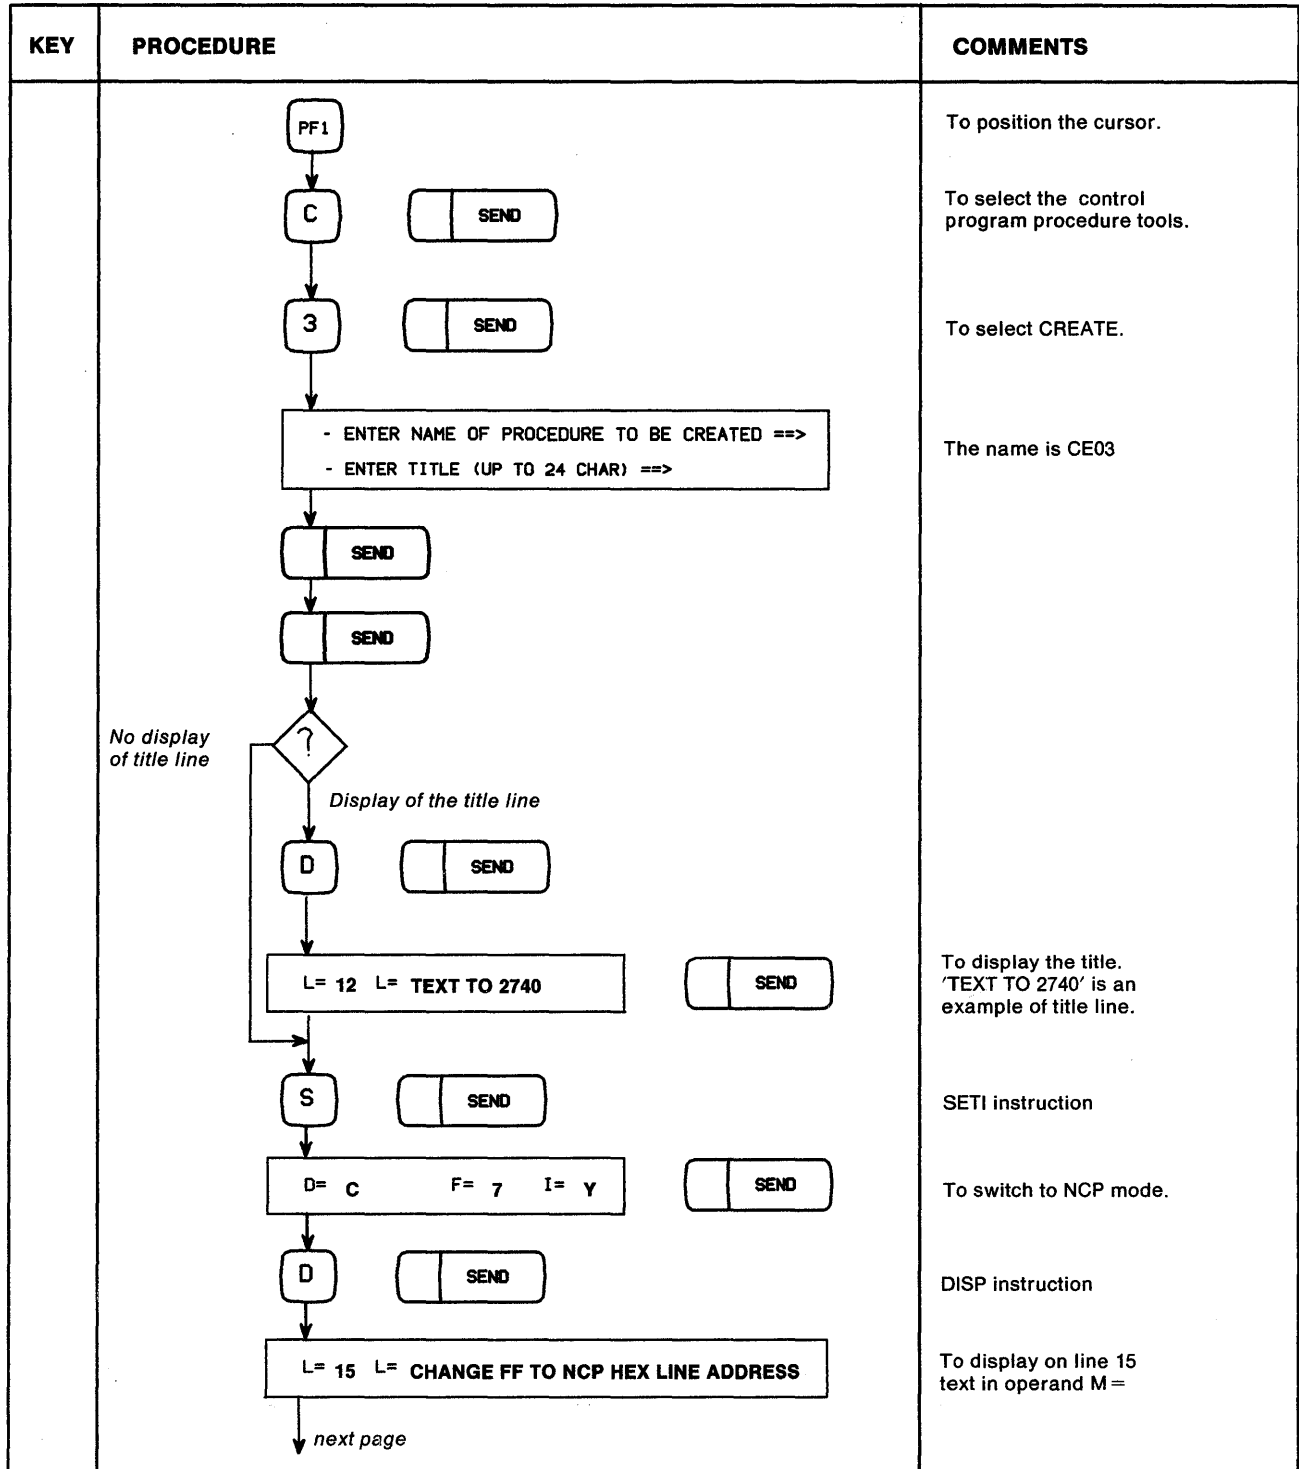 KEY PROCEDURE COMMENTS
PF1
To position the cursor.
C SEND
To select the control
program procedure tools.
3 SEND
To select CREATE.
- ENTER NAME OF PROCEDURE TO BE CREATED ==>
- ENTER TITLE (UP TO 24 CHAR) ==>
The name is CE03
SEND
SEND
?
No display
of title line
Display of the title line
D SEND
L= 12 L= TEXT TO 2740 SEND
To display the title.
'TEXT TO 2740' is an
example of title line.
S SEND
SETI instruction
D= C F= 7 I= Y SEND
To switch to NCP mode.
D SEND
DISP instruction
L= 15 L= CHANGE FF TO NCP HEX LINE ADDRESS
To display on line 15
text in operand M=
next page